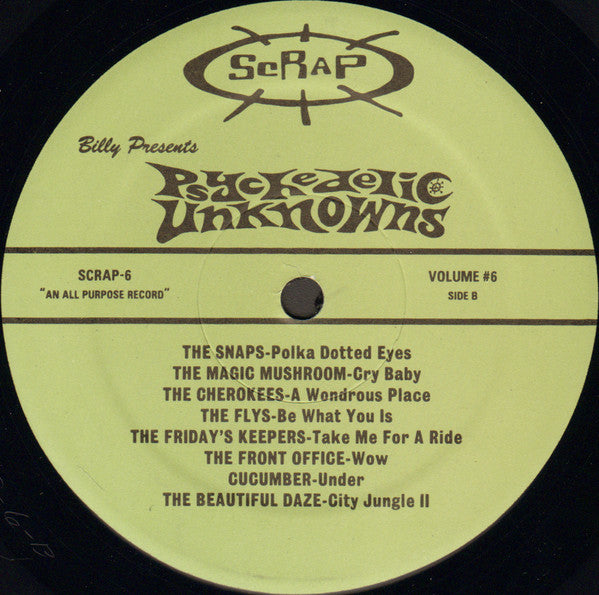 ScRAP
Billy Presents
Psychedelic
Unknowns
SCRAP-6
"AN ALL PURPOSE RECORD"
VOLUME #6
SIDE B
THE SNAPS-Polka Dotted Eyes
THE MAGIC MUSHROOM-Cry Baby
THE CHEROKEES-A Wondrous Place
THE FLYS-Be What You Is
THE FRIDAY'S KEEPERS-Take Me For A Ride
THE FRONT OFFICE-Wow
CUCUMBER-Under
THE BEAUTIFUL DAZE-City Jungle II